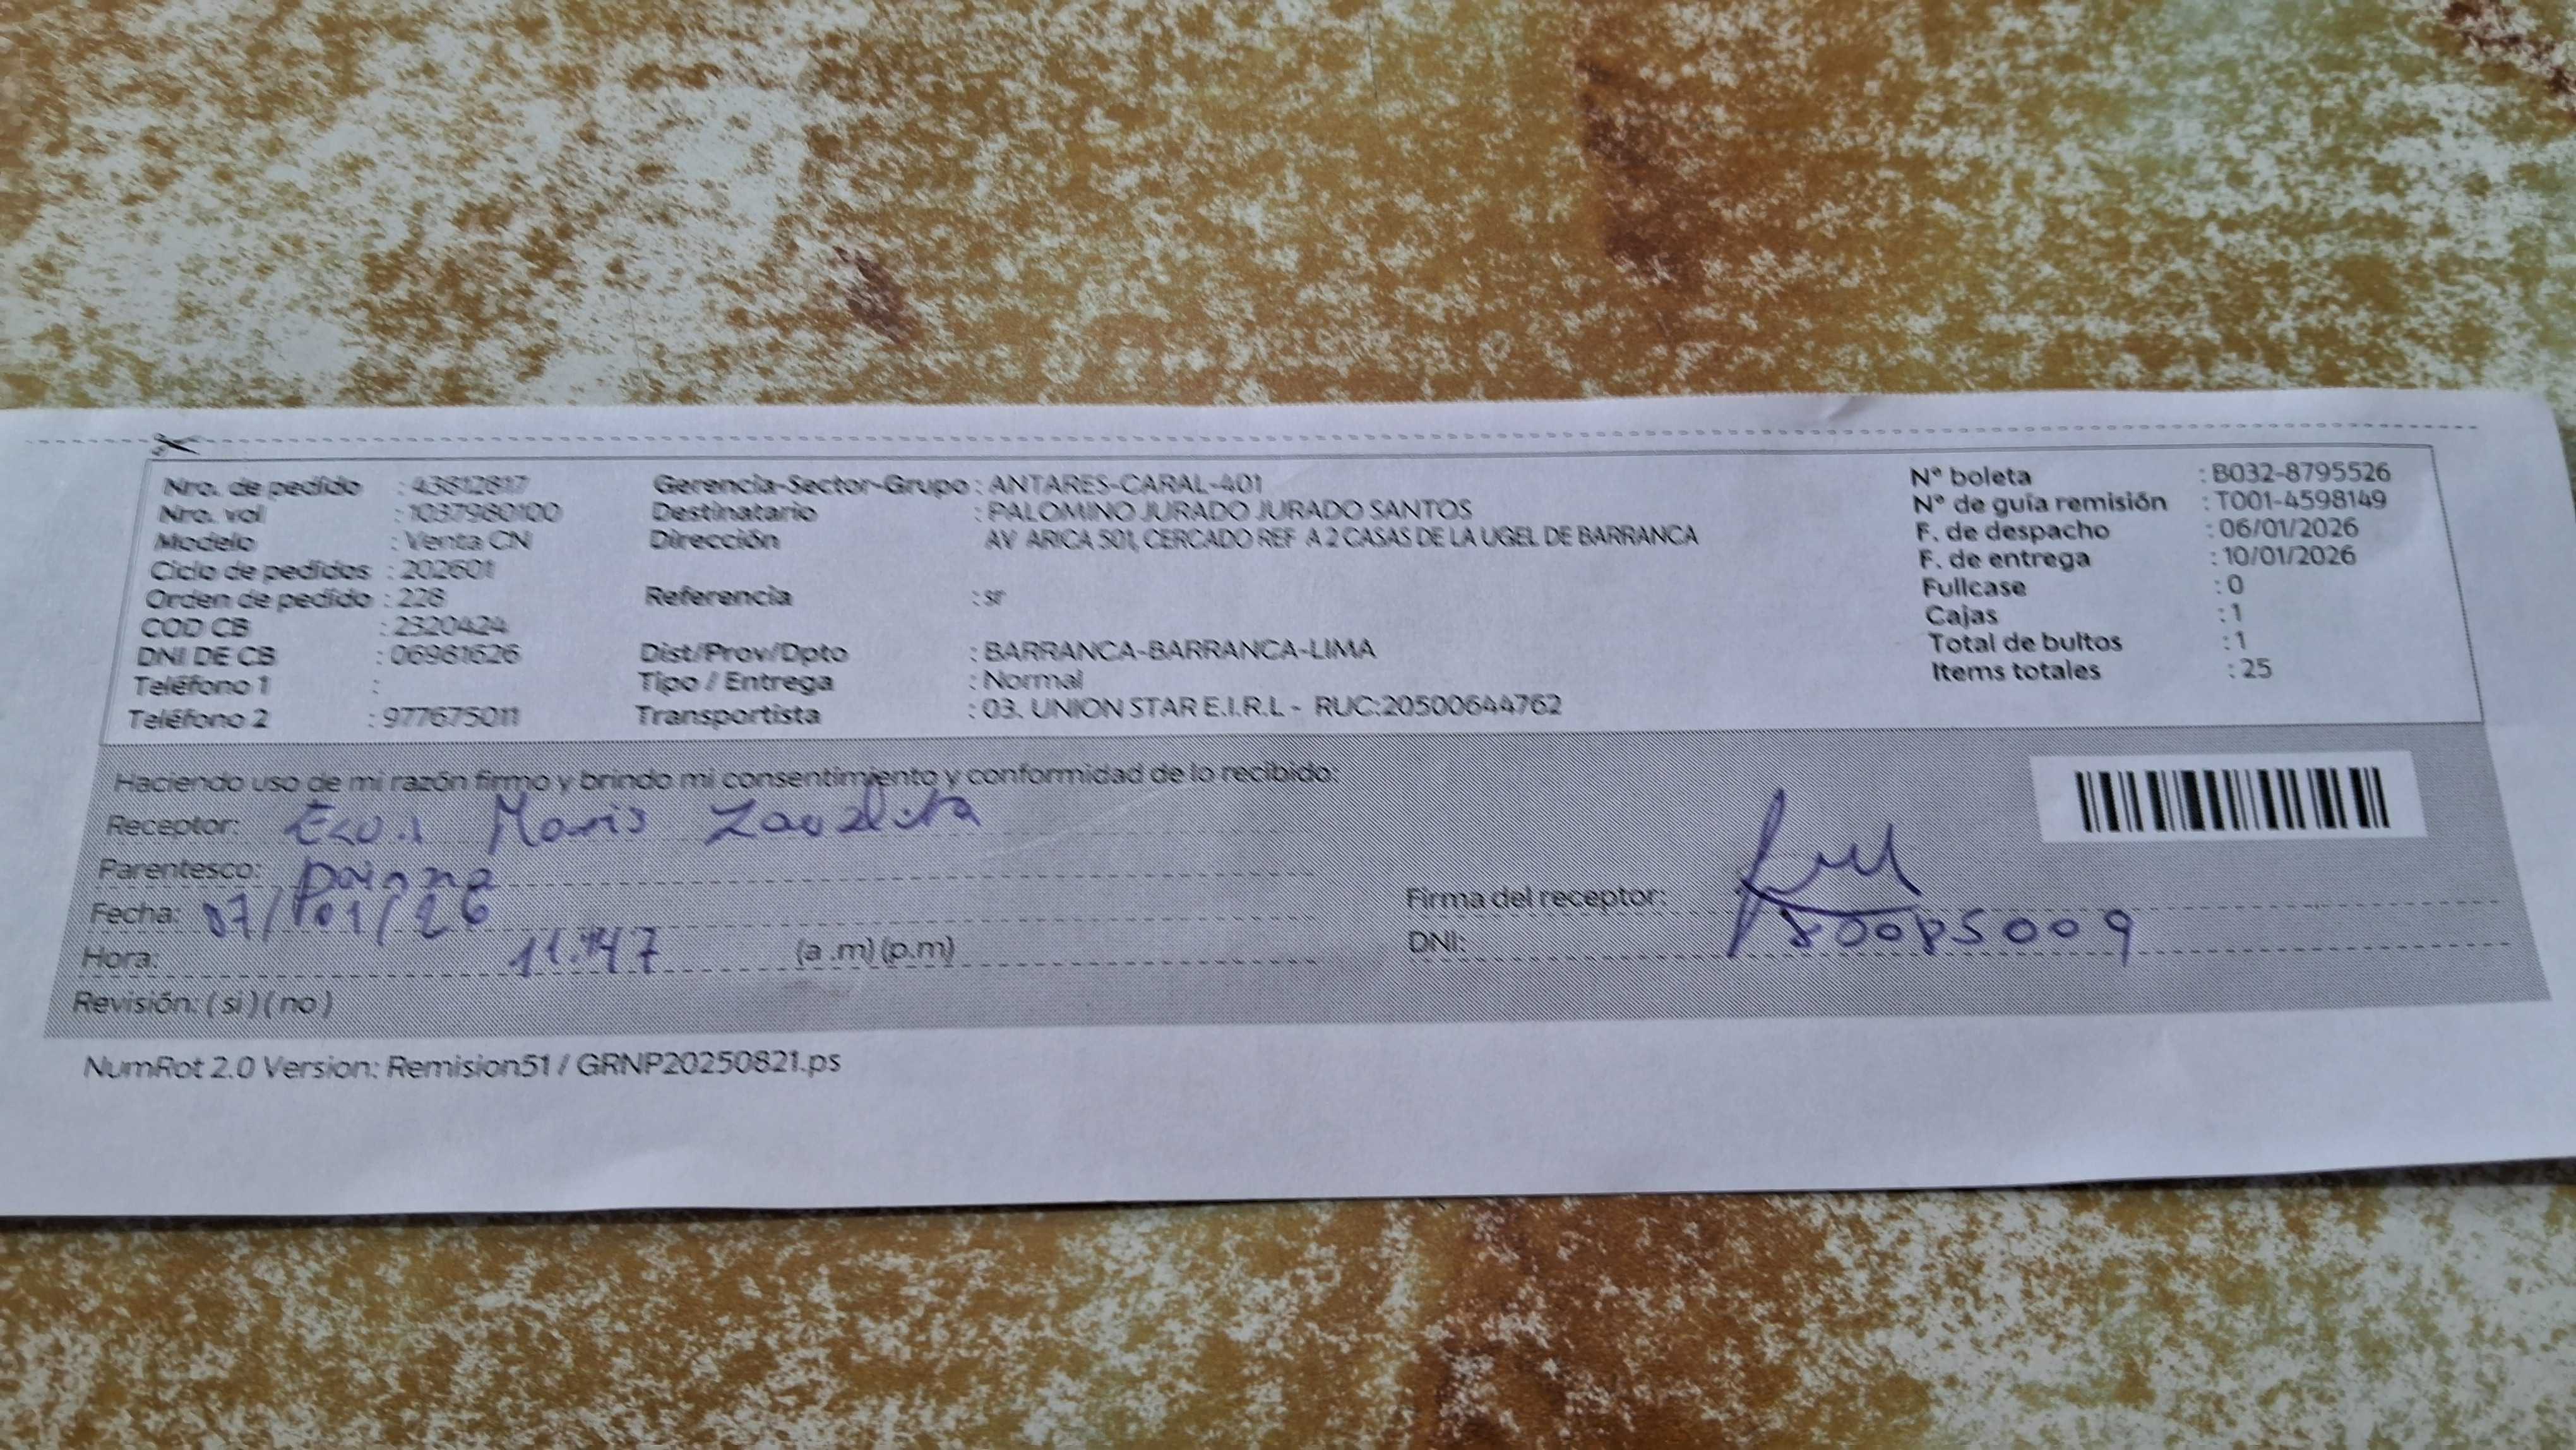 Nro. de pedido : 43812817
Nro. vol : 1037980100
Modelo : Venta CN
Ciclo de pedidos : 202601
Orden de pedido : 228
COD CB : 2320424
DNI DE CB : 06981626
Teléfono 1 :
Teléfono 2 : 977675011
Gerencia-Sector-Grupo : ANTARES-CARAL-401
Destinatario : PALOMINO JURADO JURADO SANTOS
Dirección AV ARICA 501, CERCADO REF A 2 CASAS DE LA UGEL DE BARRANCA
Referencia : sr
Dist/Prov/Dpto : BARRANCA-BARRANCA-LIMA
Tipo / Entrega : Normal
Transportista : 03. UNION STAR E.I.R.L - RUC:20500644762
N° boleta : B032-8795526
N° de guía remisión : T001-4598149
F. de despacho : 06/01/2026
F. de entrega : 10/01/2026
Fullcase : 0
Cajas : 1
Total de bultos : 1
Items totales : 25
Haciendo uso de mi razón firmo y brindo mi consentimiento y conformidad de lo recibido:
Receptor:
Parentesco:
Fecha: 07/01/26
Hora: 11:47 (a .m) (p.m)
Revisión: ( si ) ( no )
Firma del receptor:
DNI:
NumRot 2.0 Version: Remision51 / GRNP20250821.ps